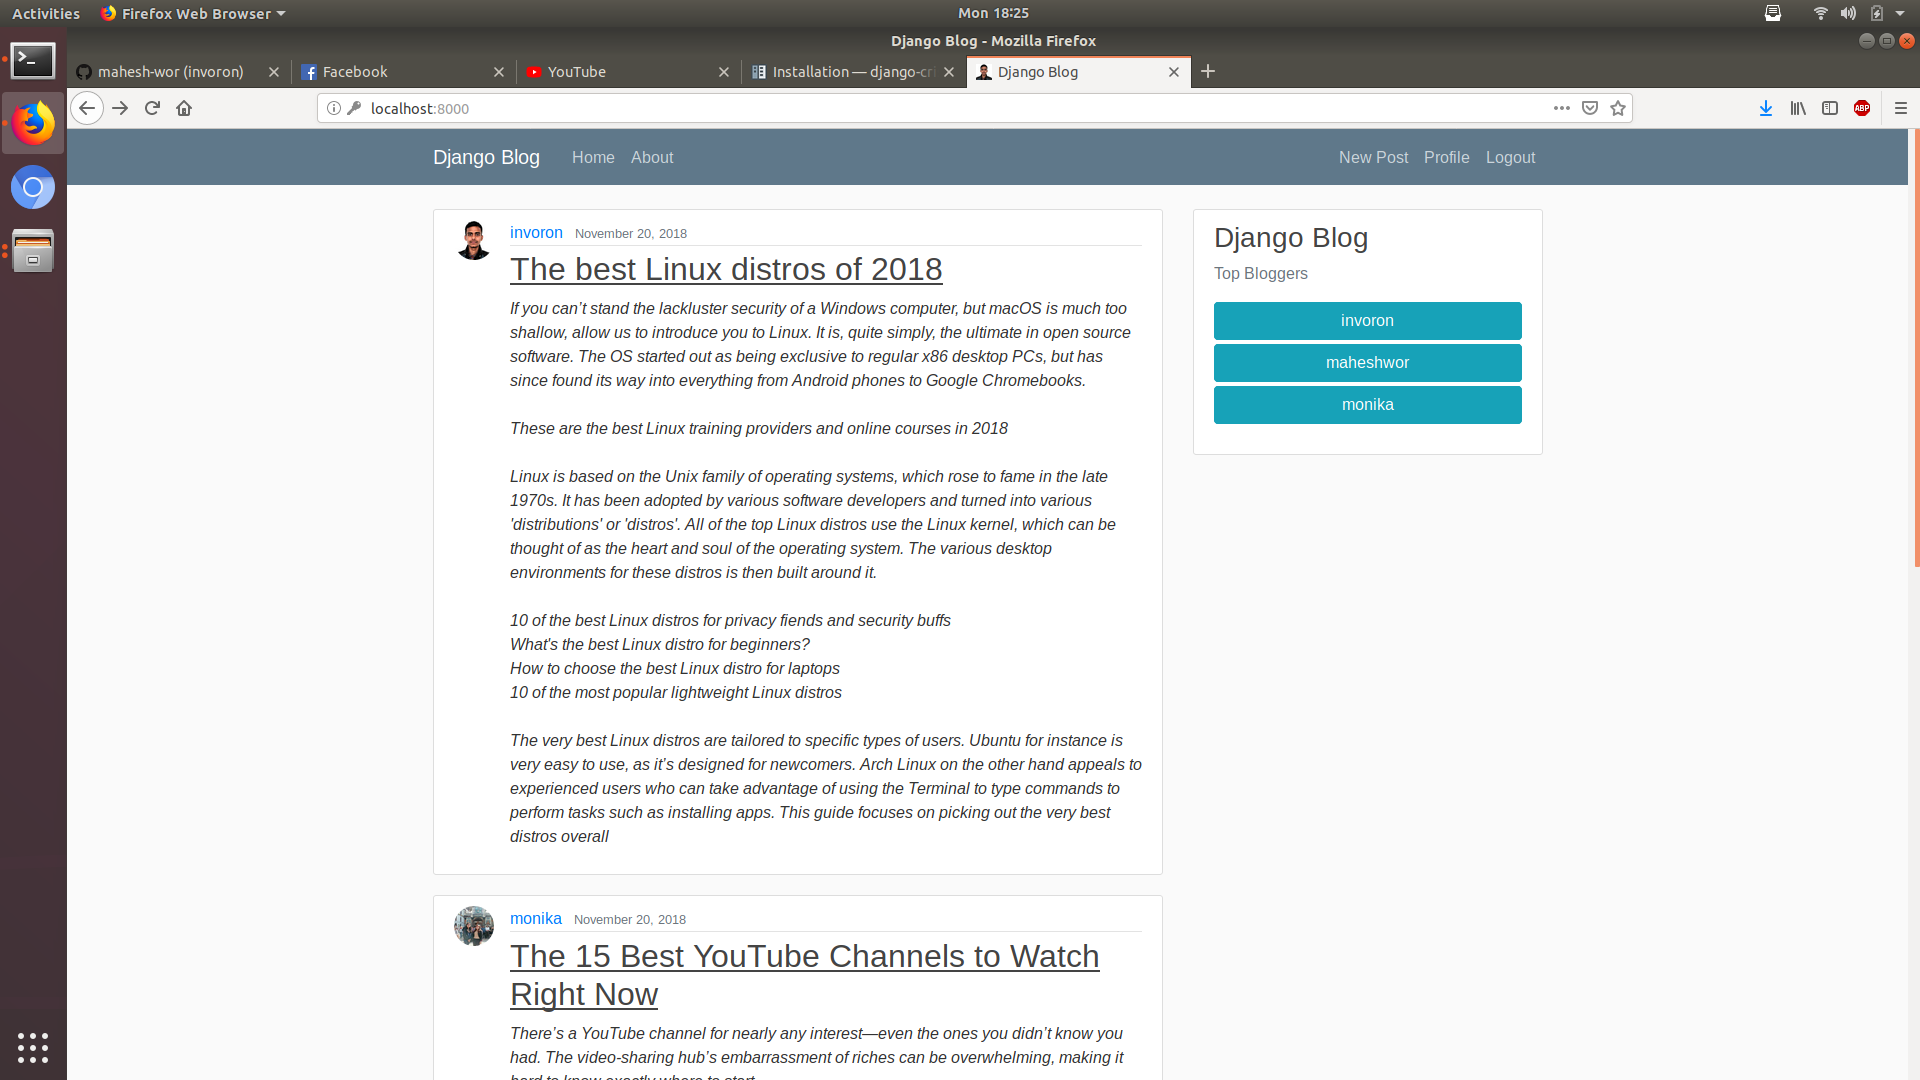 Activities
Firefox Web Browser
Mon 18:25
Django Blog - Mozilla Firefox
mahesh-wor (invoron)
Facebook
YouTube
Installation — django-cri
Django Blog
localhost:8000
ABP
Django Blog
Home
About
New Post
Profile
Logout
invoron November 20, 2018
The best Linux distros of 2018
If you can’t stand the lackluster security of a Windows computer, but macOS is much too
shallow, allow us to introduce you to Linux. It is, quite simply, the ultimate in open source
software. The OS started out as being exclusive to regular x86 desktop PCs, but has
since found its way into everything from Android phones to Google Chromebooks.
These are the best Linux training providers and online courses in 2018
Linux is based on the Unix family of operating systems, which rose to fame in the late
1970s. It has been adopted by various software developers and turned into various
'distributions' or 'distros'. All of the top Linux distros use the Linux kernel, which can be
thought of as the heart and soul of the operating system. The various desktop
environments for these distros is then built around it.
10 of the best Linux distros for privacy fiends and security buffs
What's the best Linux distro for beginners?
How to choose the best Linux distro for laptops
10 of the most popular lightweight Linux distros
The very best Linux distros are tailored to specific types of users. Ubuntu for instance is
very easy to use, as it’s designed for newcomers. Arch Linux on the other hand appeals to
experienced users who can take advantage of using the Terminal to type commands to
perform tasks such as installing apps. This guide focuses on picking out the very best
distros overall
Django Blog
Top Bloggers
invoron
maheshwor
monika
monika November 20, 2018
The 15 Best YouTube Channels to Watch
Right Now
There’s a YouTube channel for nearly any interest—even the ones you didn’t know you
had. The video-sharing hub’s embarrassment of riches can be overwhelming, making it
hard to know exactly where to start.